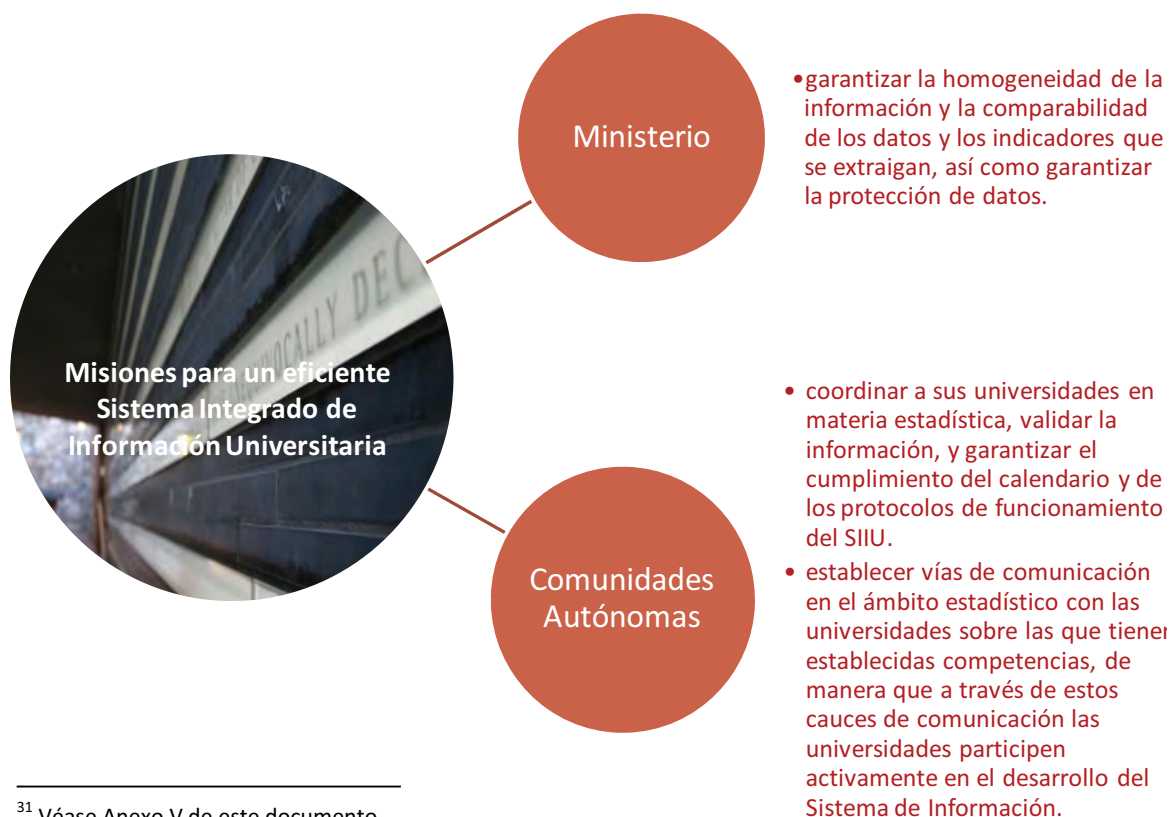 Ministerio
•garantizar la homogeneidad de la
información y la comparabilidad
de los datos y los indicadores que
se extraigan, así como garantizar
la protección de datos.
DECI
UNIVOCALLY
Misiones para un eficiente
Sistema Integrado de
Información Universitaria
Comunidades
Autónomas
• coordinar a sus universidades en
materia estadística, validar la
información, y garantizar el
cumplimiento del calendario y de
los protocolos de funcionamiento
del SIIU.
• establecer vías de comunicación
en el ámbito estadístico con las
universidades sobre las que tienen
establecidas competencias, de
manera que a través de estos
cauces de comunicación las
universidades participen
activamente en el desarrollo del
Sistema de Información.
31 Véase Anexo V de este documento